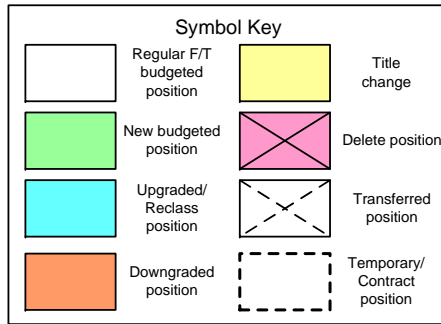 Symbol Key
Regular F/T
budgeted
position
Title
change
New budgeted
position
Delete position
Upgraded/
Reclass
position
Transferred
position
Downgraded
position
Temporary/
Contract
position